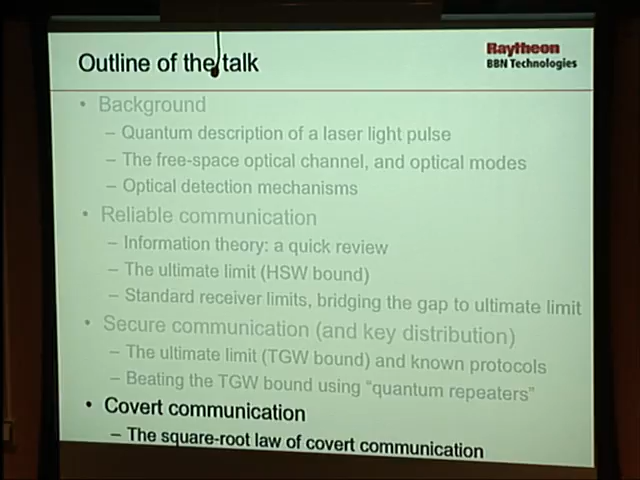 Outline of the talk
Raytheon
BBN Technologies
• Background
– Quantum description of a laser light pulse
– The free-space optical channel, and optical modes
– Optical detection mechanisms
• Reliable communication
– Information theory: a quick review
– The ultimate limit (HSW bound)
– Standard receiver limits, bridging the gap to ultimate limit
• Secure communication (and key distribution)
– The ultimate limit (TGW bound) and known protocols
– Beating the TGW bound using “quantum repeaters”
• Covert communication
– The square-root law of covert communication